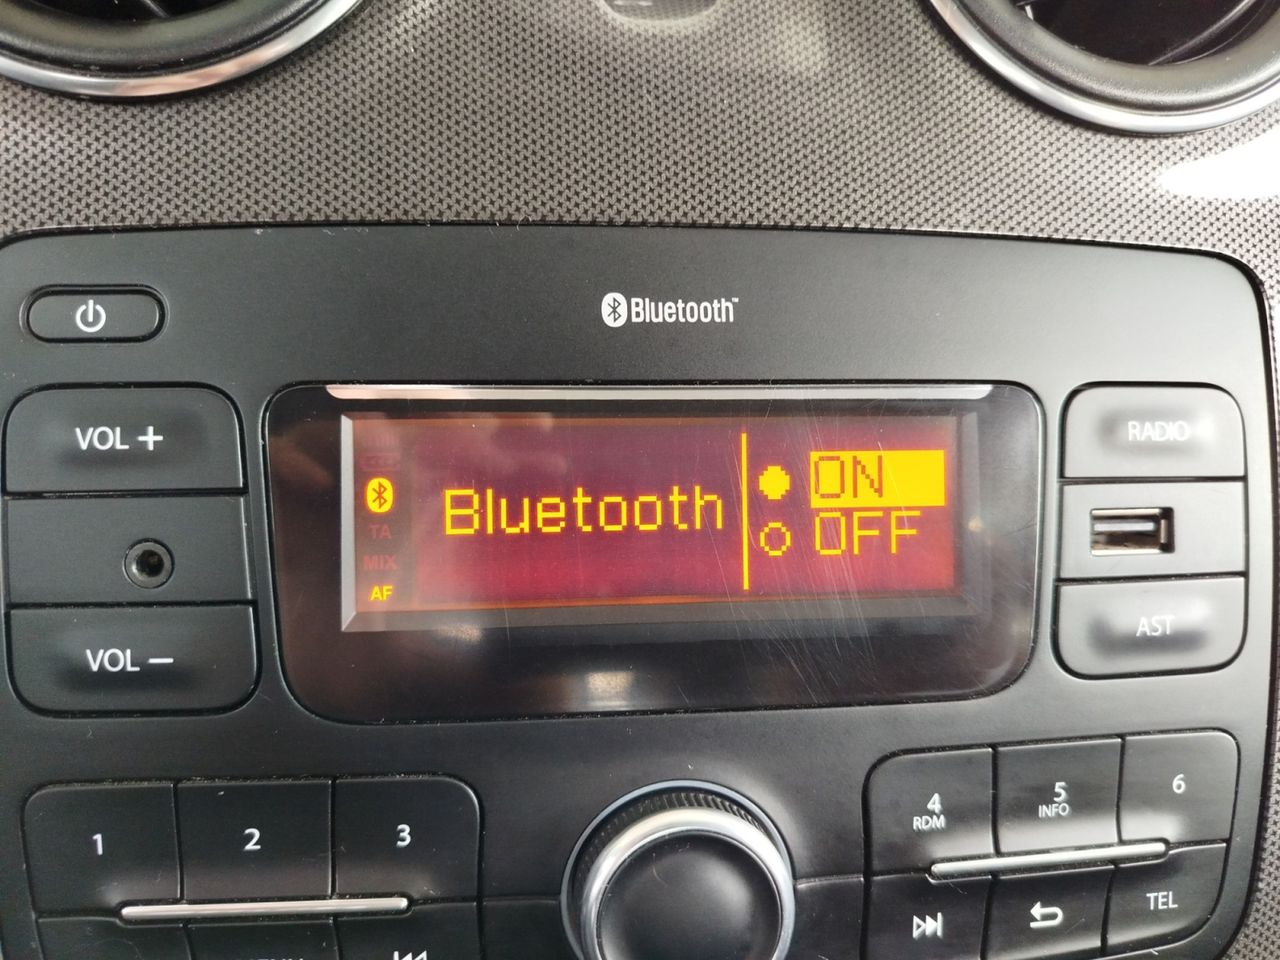 Bluetooth™
VOL +
RADIO
ON
Bluetooth
OFF
TA
MIX
AF
VOL –
AST
1
2
3
4
RDM
5
INFO
6
TEL